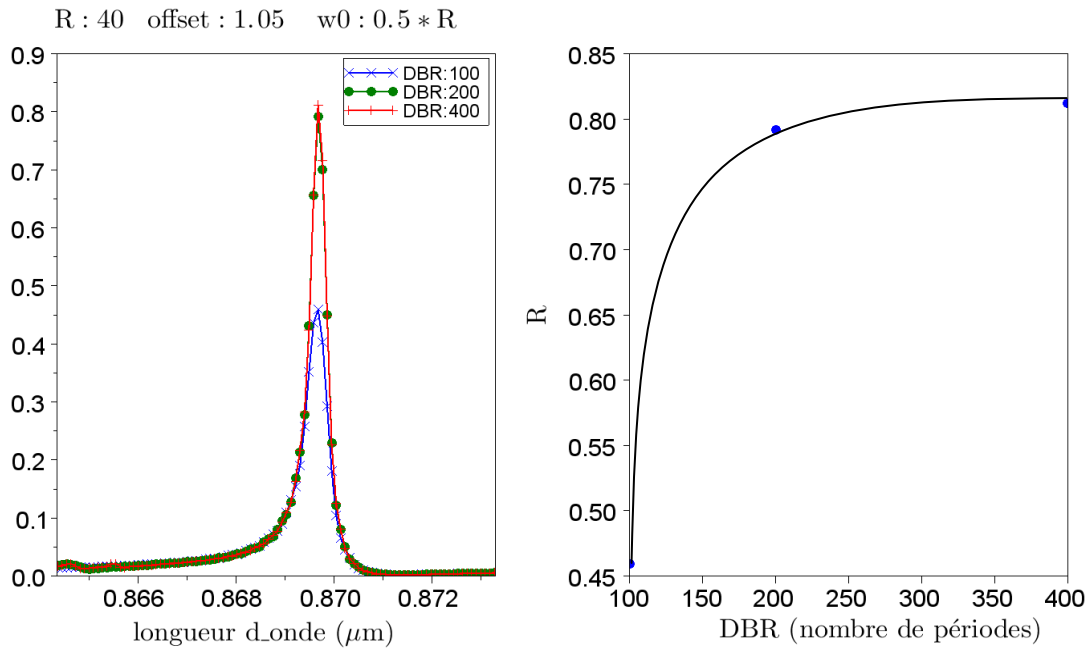 R : 40 offset : 1.05 w0 : 0.5 * R
0.9
0.8
0.7
0.6
0.5
0.4
0.3
0.2
0.1
0.0
DBR:100
DBR:200
DBR:400
0.866 0.868 0.870 0.872
longueur d_onde (μm)
0.85
0.80
0.75
0.70
0.65
0.60
0.55
0.50
0.45
R
100 150 200 250 300 350 400
DBR (nombre de périodes)